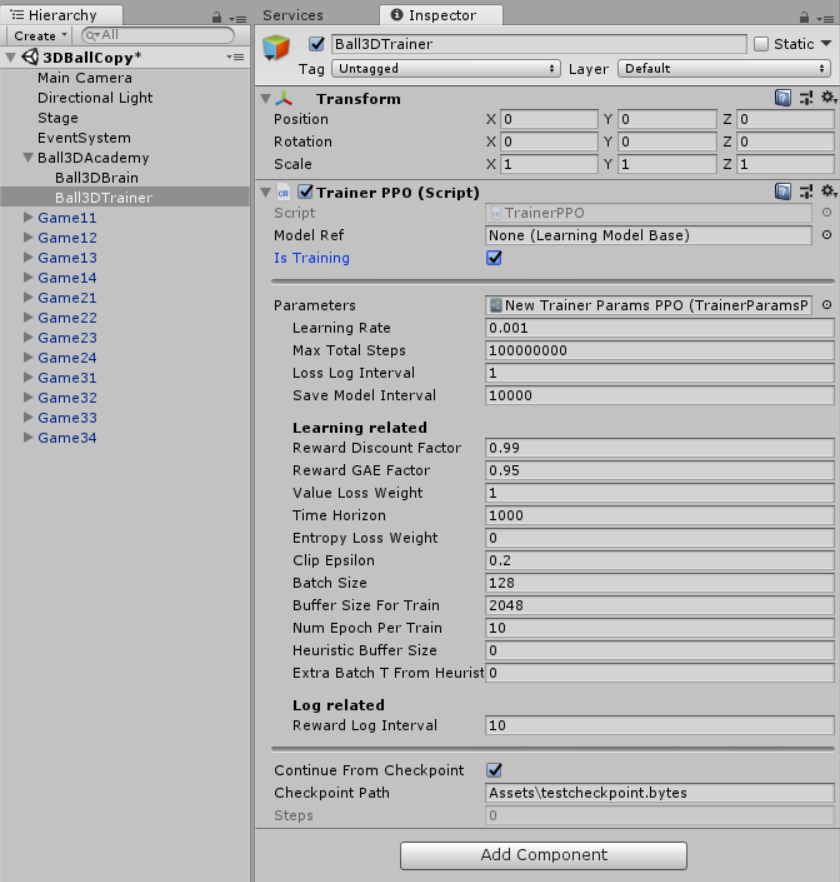 Hierarchy
Create
All
3DBallCopy*
Main Camera
Directional Light
Stage
EventSystem
Ball3DAcademy
Ball3DBrain
Ball3DTrainer
Game11
Game12
Game13
Game14
Game21
Game22
Game23
Game24
Game31
Game32
Game33
Game34
Services Inspector
Ball3DTrainer Static
Tag Untagged Layer Default
Transform
Position X 0 Y 0 Z 0
Rotation X 0 Y 0 Z 0
Scale X 1 Y 1 Z 1
C# Trainer PPO (Script)
Script TrainerPPO
Model Ref None (Learning Model Base)
Is Training
Parameters New Trainer Params PPO (TrainerParamsP
Learning Rate 0.001
Max Total Steps 100000000
Loss Log Interval 1
Save Model Interval 10000
Learning related
Reward Discount Factor 0.99
Reward GAE Factor 0.95
Value Loss Weight 1
Time Horizon 1000
Entropy Loss Weight 0
Clip Epsilon 0.2
Batch Size 128
Buffer Size For Train 2048
Num Epoch Per Train 10
Heuristic Buffer Size 0
Extra Batch T From Heurist 0
Log related
Reward Log Interval 10
Continue From Checkpoint
Checkpoint Path Assets\testcheckpoint.bytes
Steps 0
Add Component